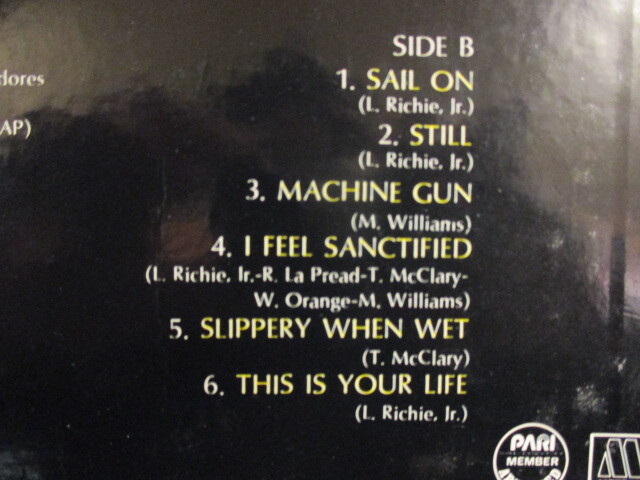 dores
AP)
SIDE B
1. SAIL ON
(L. Richie, Jr.)
2. STILL
(L. Richie, Jr.)
3. MACHINE GUN
(M. Williams)
4. I FEEL SANCTIFIED
(L. Richie, Jr.-R. La Pread-T. McClary-
W. Orange-M. Williams)
5. SLIPPERY WHEN WET
(T. McClary)
6. THIS IS YOUR LIFE
(L. Richie, Jr.)
PARI
MEMBER
M